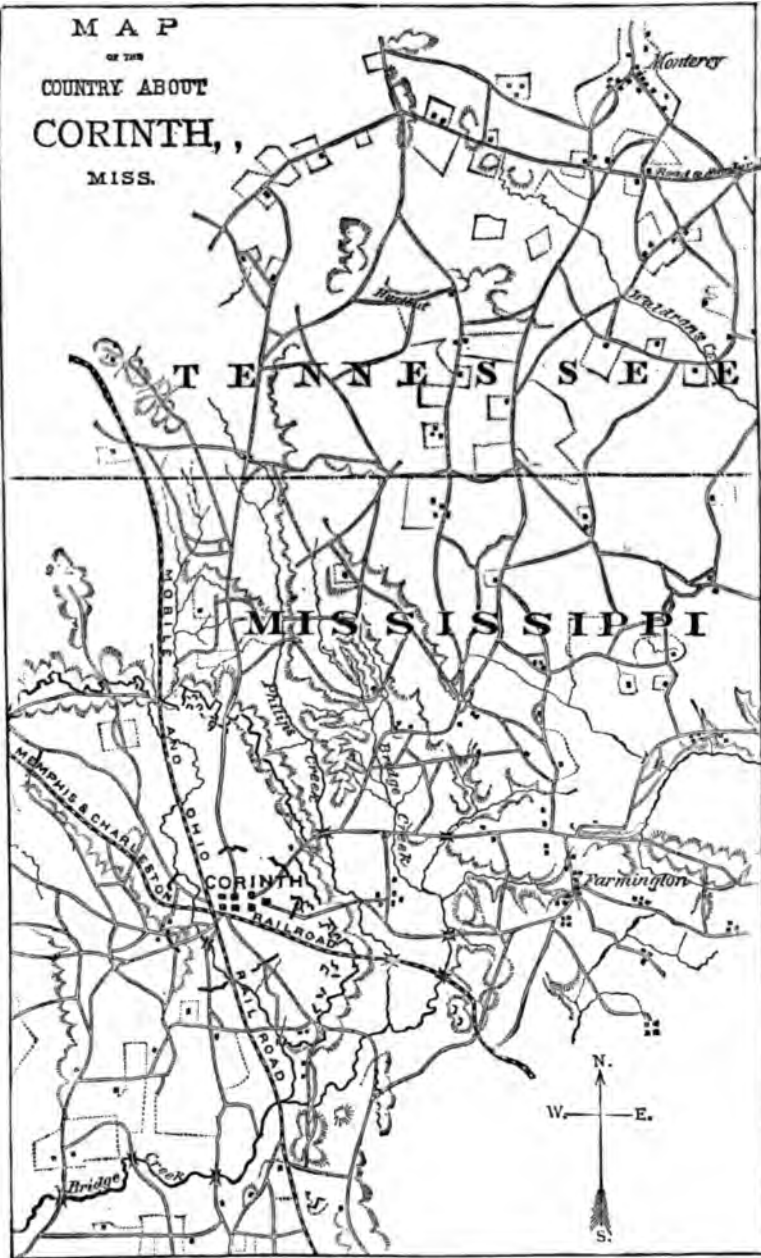 MAP
OF THE
COUNTRY ABOUT
CORINTH, ,
MISS.
Monterey
TENNESSEE
MISSISSIPPI
MOBILE AND OHIO RAIL ROAD
MEMPHIS & CHARLESTON RAILROAD
Philips Creek
Bridge Creek
CORINTH
Farmington
Bridge Creek
N.
W. E.
S.